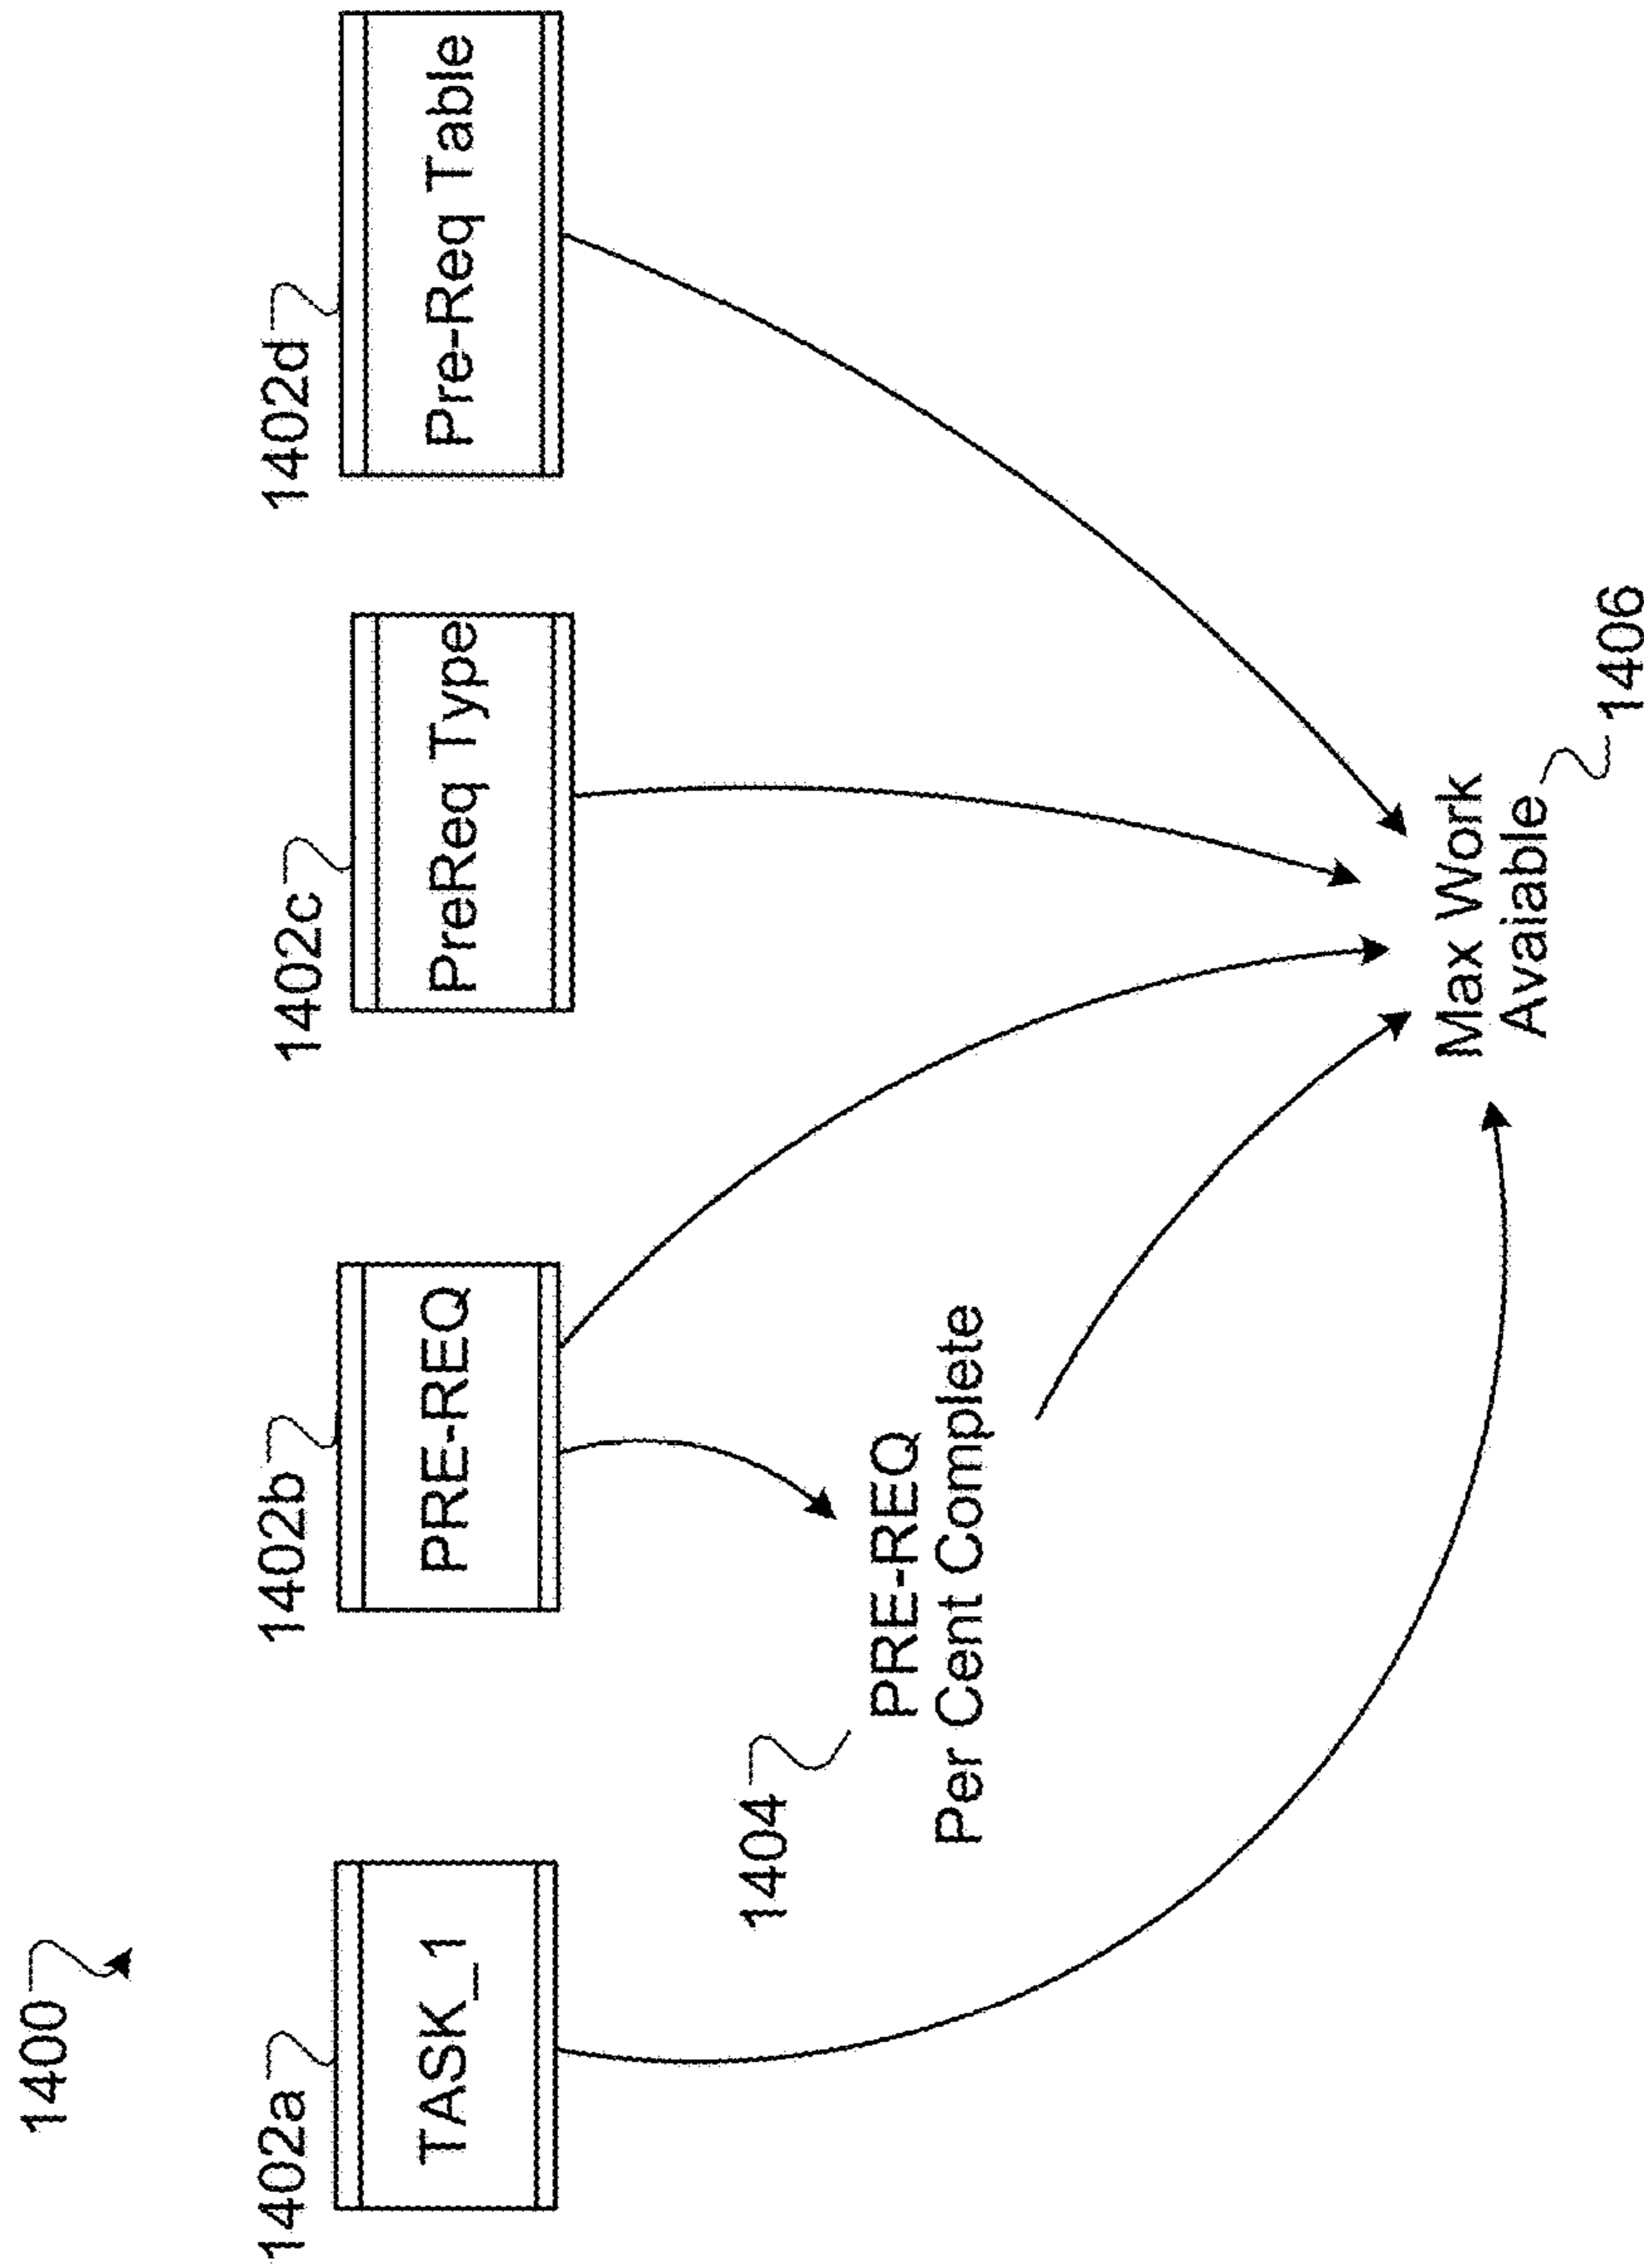 1400
1402a
1402b
1402c
1402d
TASK_1
PRE-REQ
PreReq Type
Pre-Req Table
1404
PRE-REQ
Per Cent Complete
Max Work
Avaiable
1406